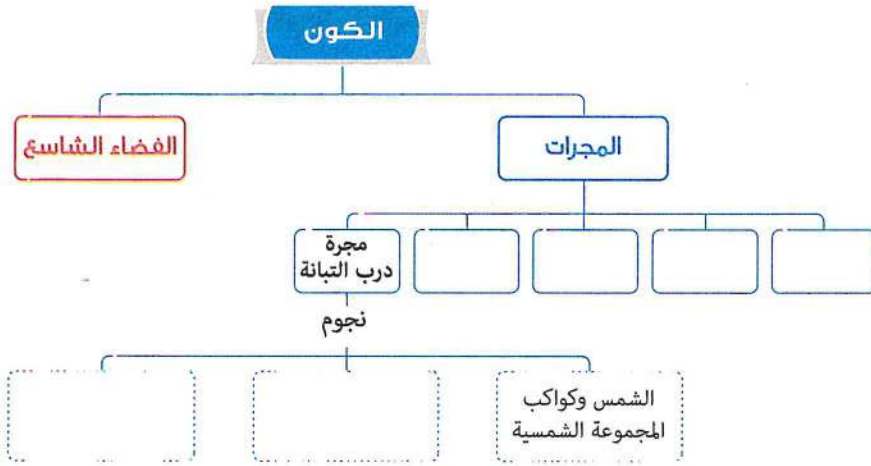 الكون
المجرات
الفضاء الشاسع
مجرة
درب التبانة
نجوم
الشمس وكواكب
المجموعة الشمسية